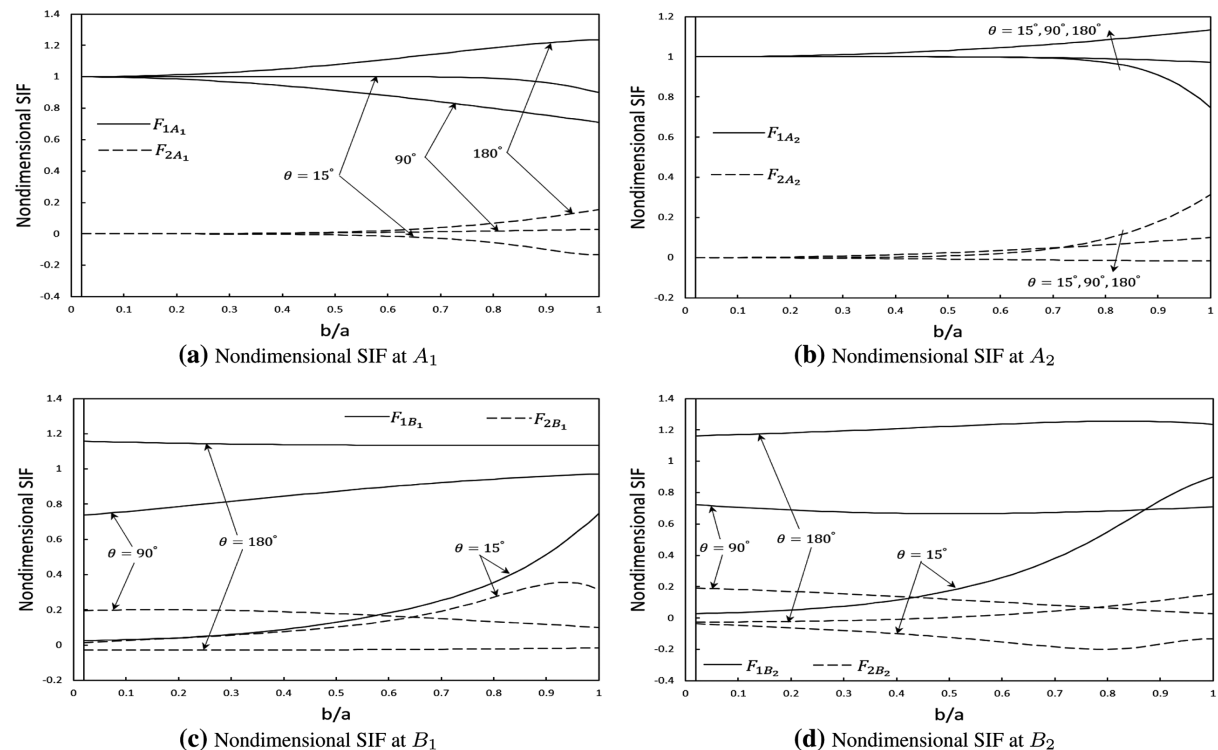 Nondimensional SIF
1.4
1.2
1
0.8
0.6
0.4
0.2
0
-0.2
-0.4
F₁A₁
F₂A₁
θ = 15°
90°
180°
0 0.1 0.2 0.3 0.4 0.5 0.6 0.7 0.8 0.9 1
b/a
(a) Nondimensional SIF at A₁
Nondimensional SIF
1.2
1
0.8
0.6
0.4
0.2
0
-0.2
θ = 15°, 90°, 180°
F₁A₂
F₂A₂
θ = 15°, 90°, 180°
0 0.1 0.2 0.3 0.4 0.5 0.6 0.7 0.8 0.9 1
b/a
(b) Nondimensional SIF at A₂
Nondimensional SIF
1.4
1.2
1
0.8
0.6
0.4
0.2
0
-0.2
F₁B₁ F₂B₁
θ = 90°
θ = 180°
θ = 15°
0 0.1 0.2 0.3 0.4 0.5 0.6 0.7 0.8 0.9 1
b/a
(c) Nondimensional SIF at B₁
Nondimensional SIF
1.4
1.2
1
0.8
0.6
0.4
0.2
0
-0.2
-0.4
θ = 90°
θ = 180°
θ = 15°
F₁B₂ F₂B₂
0 0.1 0.2 0.3 0.4 0.5 0.6 0.7 0.8 0.9 1
b/a
(d) Nondimensional SIF at B₂